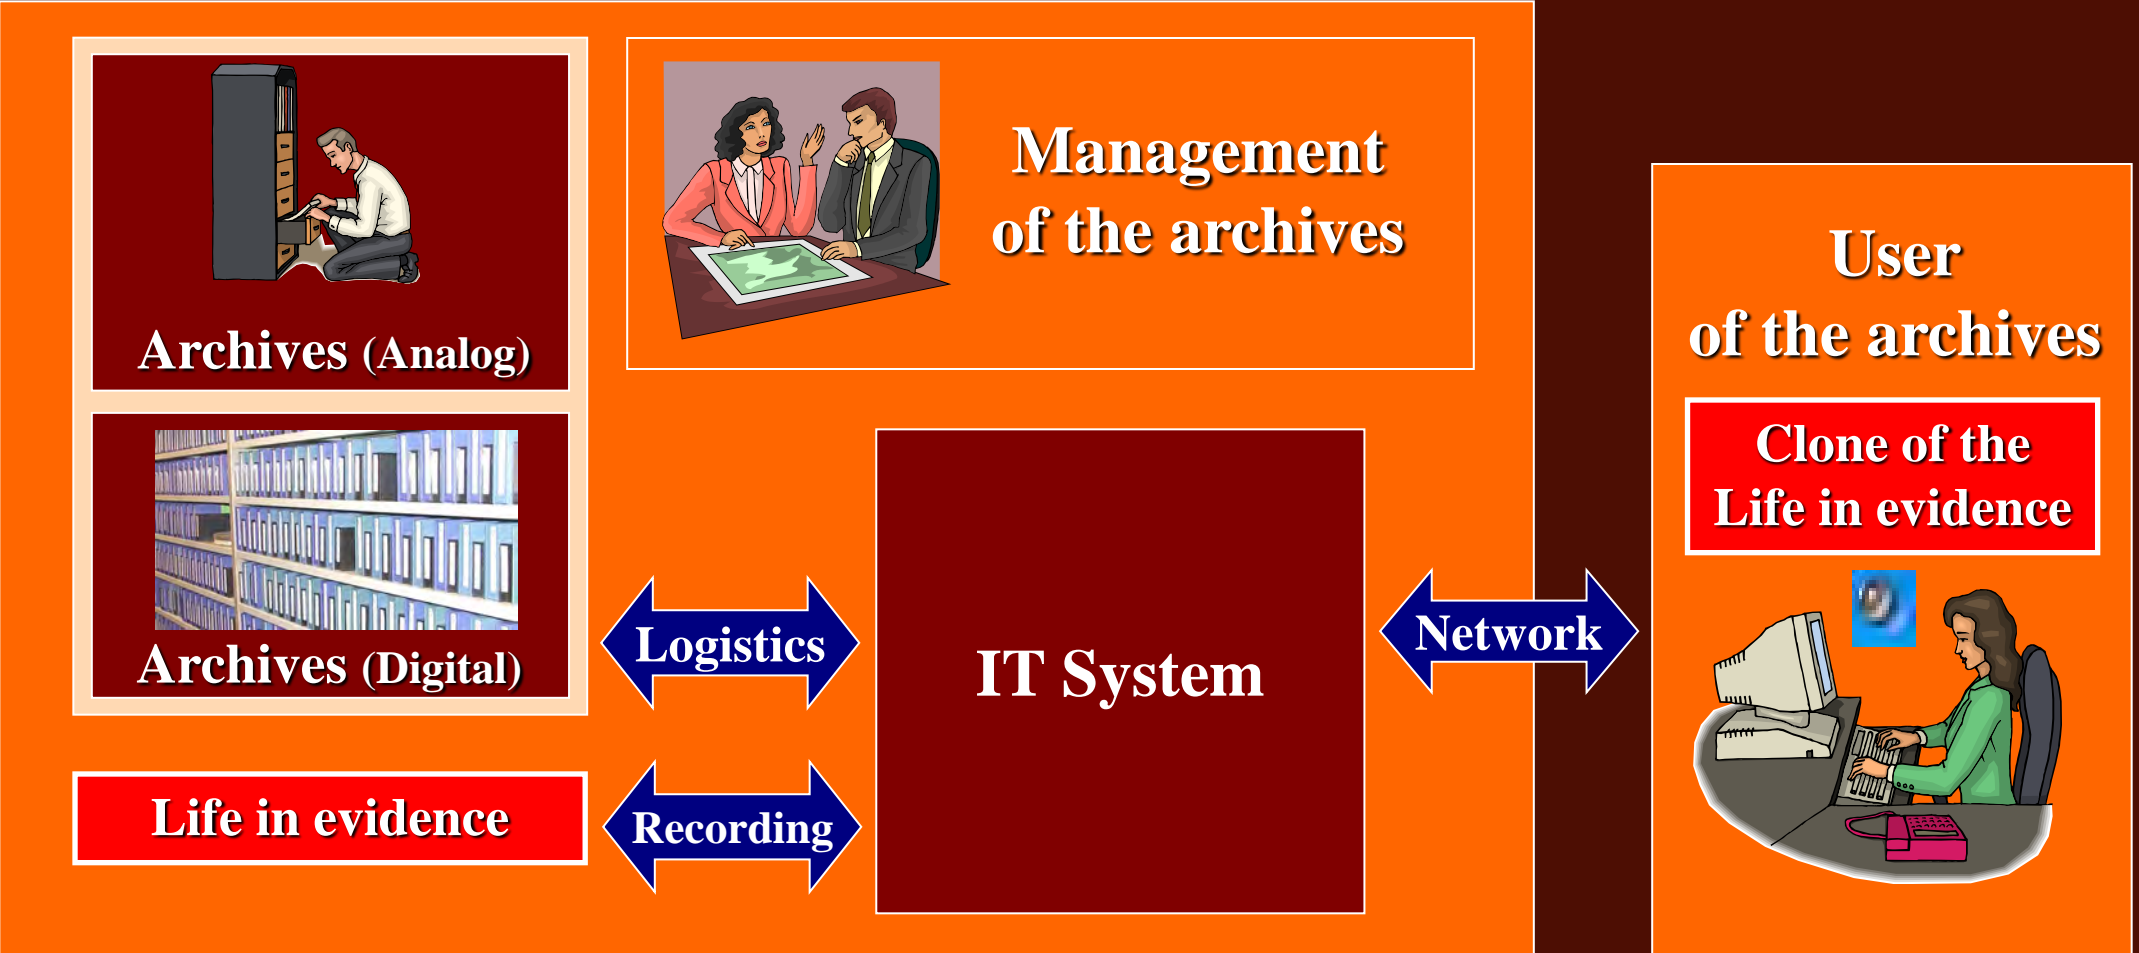 Archives (Analog)
Archives (Digital)
Life in evidence
Management
of the archives
Logistics
Recording
IT System
Network
User
of the archives
Clone of the
Life in evidence